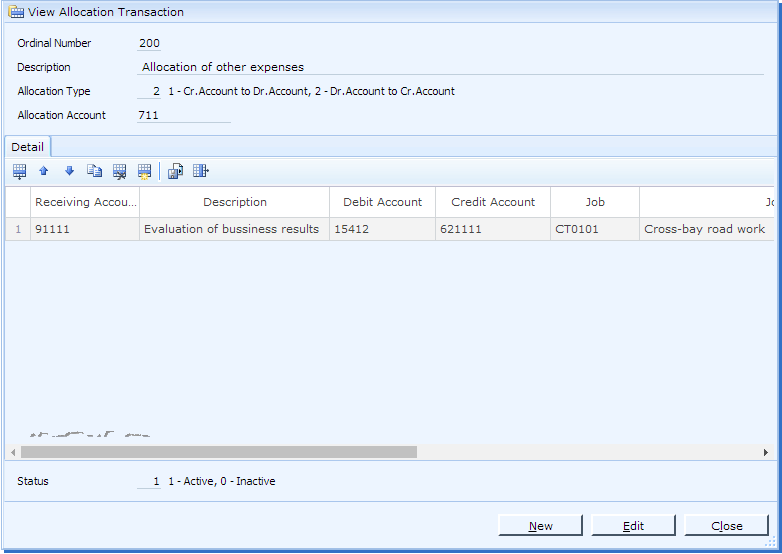 View Allocation Transaction
Ordinal Number 200
Description Allocation of other expenses
Allocation Type 2 1 - Cr.Account to Dr.Account, 2 - Dr.Account to Cr.Account
Allocation Account 711
Detail
Receiving Accou... Description Debit Account Credit Account Job
1 91111 Evaluation of bussiness results 15412 621111 CT0101 Cross-bay road work
Status 1 1 - Active, 0 - Inactive
New Edit Close